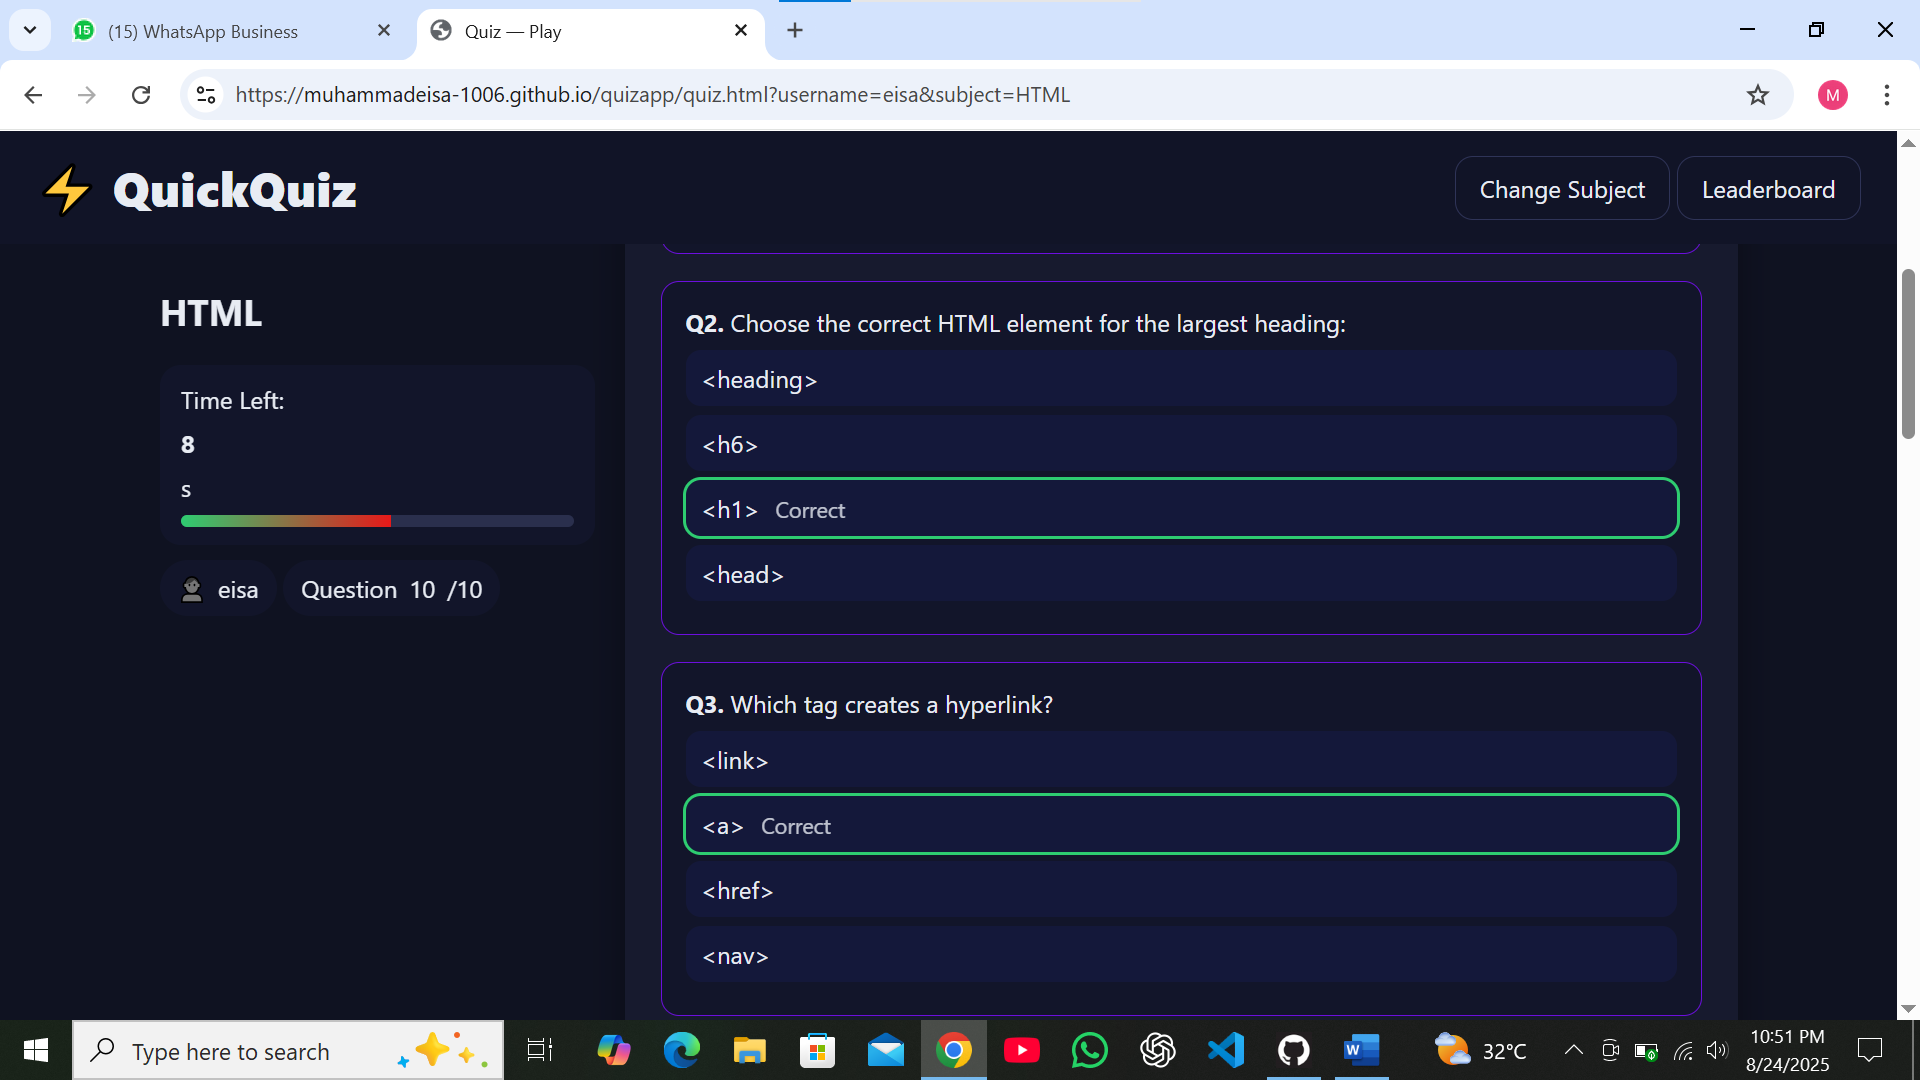 (15) WhatsApp Business
Quiz — Play
https://muhammadeisa-1006.github.io/quizapp/quiz.html?username=eisa&subject=HTML
M
QuickQuiz
Change Subject
Leaderboard
HTML
Time Left:
8
s
eisa
Question 10 /10
Q2. Choose the correct HTML element for the largest heading:
<heading>
<h6>
<h1> Correct
<head>
Q3. Which tag creates a hyperlink?
<link>
<a> Correct
<href>
<nav>
Type here to search
32°C
10:51 PM
8/24/2025